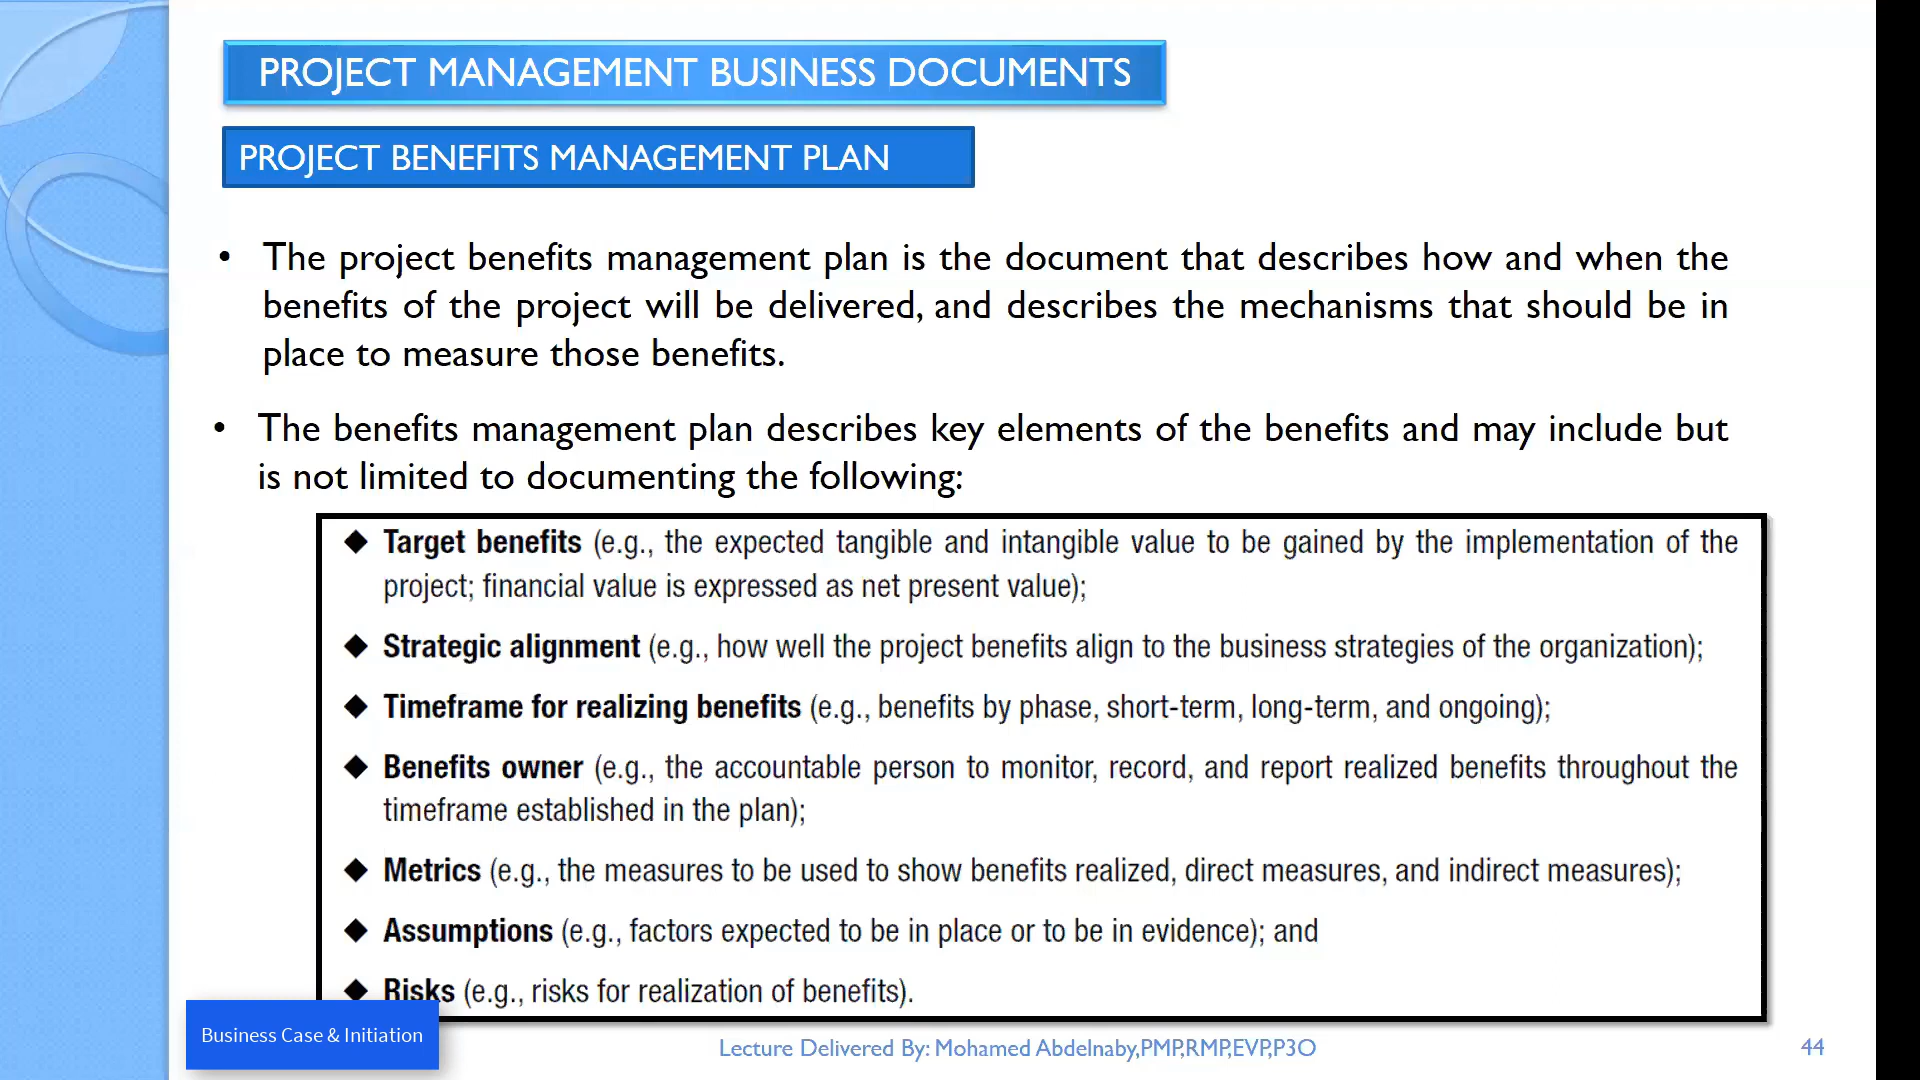 PROJECT MANAGEMENT BUSINESS DOCUMENTS
PROJECT BENEFITS MANAGEMENT PLAN
• The project benefits management plan is the document that describes how and when the
benefits of the project will be delivered, and describes the mechanisms that should be in
place to measure those benefits.
• The benefits management plan describes key elements of the benefits and may include but
is not limited to documenting the following:
◆ Target benefits (e.g., the expected tangible and intangible value to be gained by the implementation of the
project; financial value is expressed as net present value);
◆ Strategic alignment (e.g., how well the project benefits align to the business strategies of the organization);
◆ Timeframe for realizing benefits (e.g., benefits by phase, short-term, long-term, and ongoing);
◆ Benefits owner (e.g., the accountable person to monitor, record, and report realized benefits throughout the
timeframe established in the plan);
◆ Metrics (e.g., the measures to be used to show benefits realized, direct measures, and indirect measures);
◆ Assumptions (e.g., factors expected to be in place or to be in evidence); and
◆ Risks (e.g., risks for realization of benefits).
Business Case & Initiation
Lecture Delivered By: Mohamed Abdelnaby,PMP,RMP,EVP,P3O
44